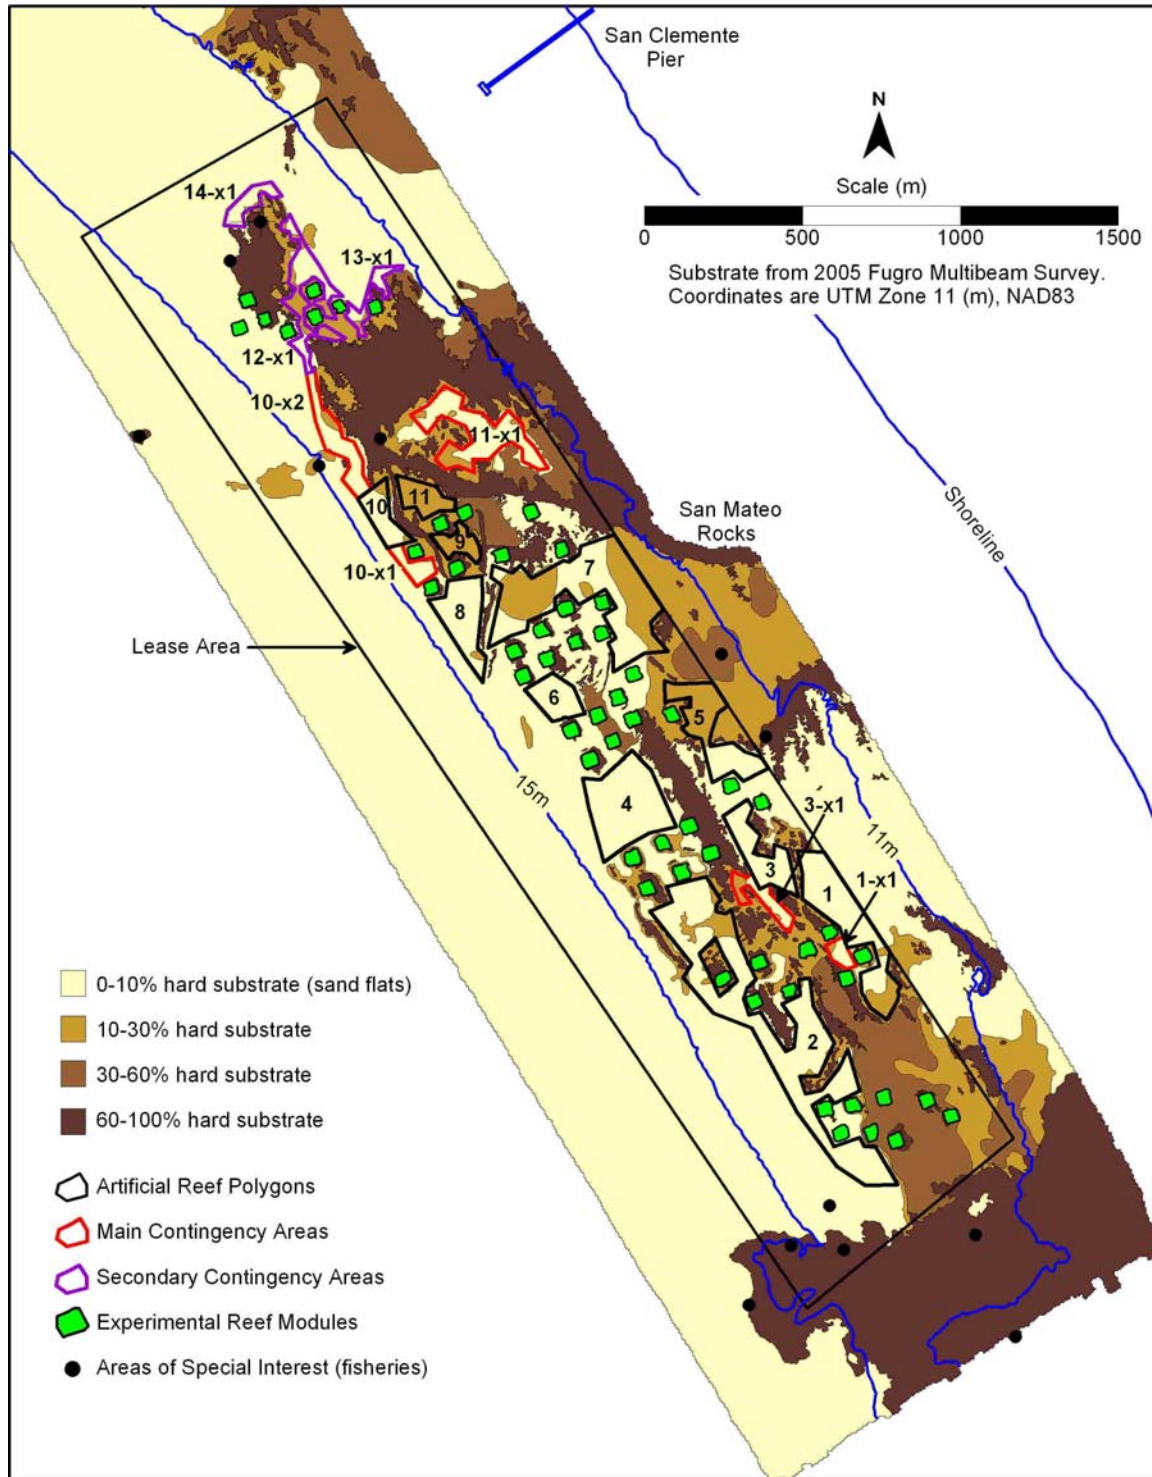 San Clemente
Pier
N
Scale (m)
0 500 1000 1500
Substrate from 2005 Fugro Multibeam Survey.
Coordinates are UTM Zone 11 (m), NAD83
14-x1
13-x1
12-x1
10-x2
11-x1
10
11
9
10-x1
San Mateo
Rocks
Shoreline
7
8
Lease Area
6
5
15m
4
3-x1
11m
3
1
1-x1
2
0-10% hard substrate (sand flats)
10-30% hard substrate
30-60% hard substrate
60-100% hard substrate
Artificial Reef Polygons
Main Contingency Areas
Secondary Contingency Areas
Experimental Reef Modules
Areas of Special Interest (fisheries)